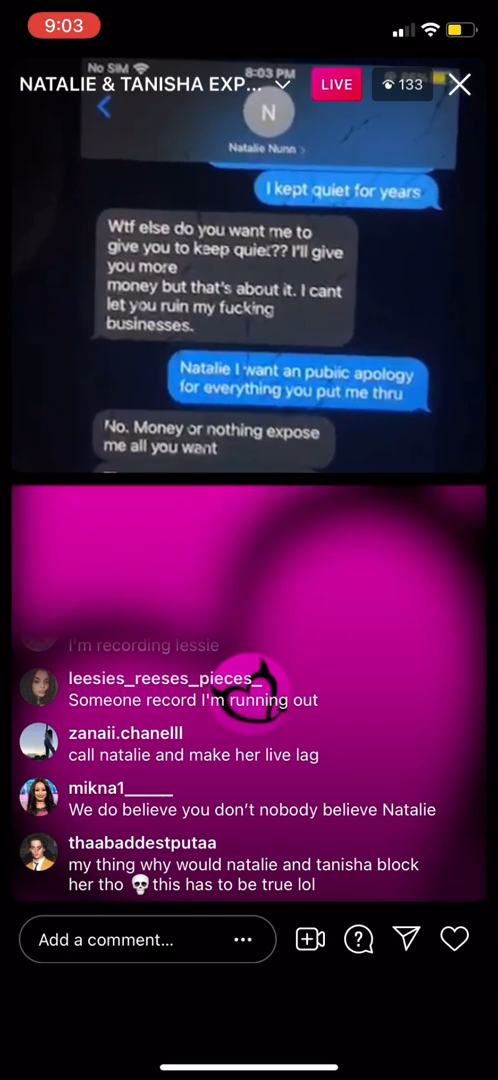 9:03
No SIM
8:03 PM
NATALIE & TANISHA EXP...
LIVE
133
N
Natalie Nunn
I kept quiet for years
Wtf else do you want me to
give you to keep quiet?? I'll give
you more
money but that's about it. I cant
let you ruin my fucking
businesses.
Natalie I want an public apology
for everything you put me thru
No. Money or nothing expose
me all you want
I'm recording lessie
leesies_reeses_pieces_
Someone record I'm running out
zanaii.chanelll
call natalie and make her live lag
mikna1_____
We do believe you don't nobody believe Natalie
thaabaddestputaa
my thing why would natalie and tanisha block
her tho 💀this has to be true lol
Add a comment...